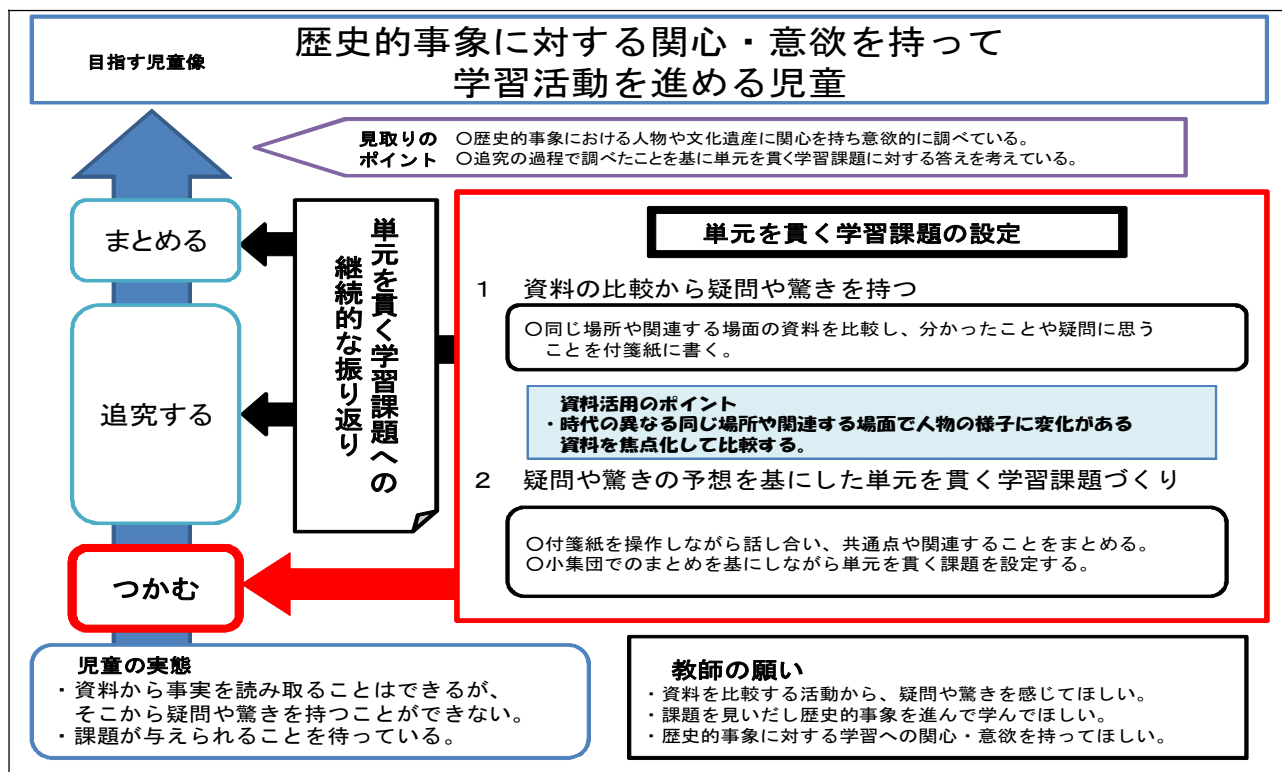 目指す児童像
歴史的事象に対する関心・意欲を持って
学習活動を進める児童
見取りの
ポイント
〇歴史的事象における人物や文化遺産に関心を持ち意欲的に調べている。
〇追究の過程で調べたことを基に単元を貫く学習課題に対する答えを考えている。
まとめる
追究する
つかむ
単元を貫く学習課題への
継続的な振り返り
単元を貫く学習課題の設定
1 資料の比較から疑問や驚きを持つ
〇同じ場所や関連する場面の資料を比較し、分かったことや疑問に思う
ことを付箋紙に書く。
資料活用のポイント
・時代の異なる同じ場所や関連する場面で人物の様子に変化がある
資料を焦点化して比較する。
2 疑問や驚きの予想を基にした単元を貫く学習課題づくり
〇付箋紙を操作しながら話し合い、共通点や関連することをまとめる。
〇小集団でのまとめを基にしながら単元を貫く課題を設定する。
児童の実態
・資料から事実を読み取ることはできるが、
そこから疑問や驚きを持つことができない。
・課題が与えられることを待っている。
教師の願い
・資料を比較する活動から、疑問や驚きを感じてほしい。
・課題を見いだし歴史的事象を進んで学んでほしい。
・歴史的事象に対する学習への関心・意欲を持ってほしい。